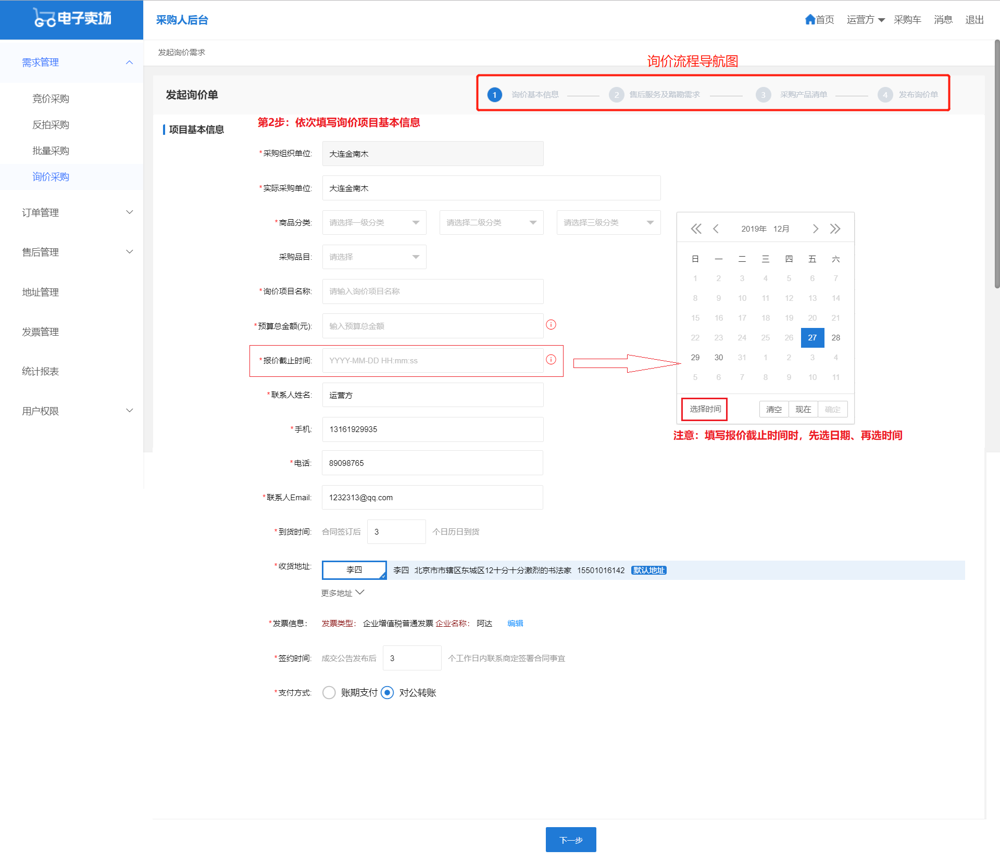 电子卖场
采购人后台
首页 运营方 采购车 消息 退出
需求管理
竞价采购
反拍采购
批量采购
询价采购
订单管理
售后管理
地址管理
发票管理
统计报表
用户权限
发起询价需求
询价流程导航图
发起询价单
1 询价基本信息 2 售后服务及踏勘需求 3 采购产品清单 4 发布询价单
第2步：依次填写询价项目基本信息
项目基本信息
*采购组织单位: 大连金南木
*实际采购单位: 大连金南木
*商品分类: 请选择一级分类 请选择二级分类 请选择三级分类
采购品目: 请选择
*询价项目名称: 请输入询价项目名称
*预算总金额(元): 输入预算总金额
*报价截止时间: YYYY-MM-DD HH:mm:ss
*联系人姓名: 运营方
*手机: 13161929935
*电话: 89098765
*联系人Email: 1232313@qq.com
*到货时间: 合同签订后 3 个日历日到货
*收货地址: 李四 李四 北京市市辖区东城区12十分十分激烈的书法家 15501016142 默认地址
更多地址
*发票信息： 发票类型： 企业增值税普通发票 企业名称： 阿达 编辑
*签约时间: 成交公告发布后 3 个工作日内联系商定签署合同事宜
*支付方式: 账期支付 对公转账
2019年 12月
日 一 二 三 四 五 六
1 2 3 4 5 6 7
8 9 10 11 12 13 14
15 16 17 18 19 20 21
22 23 24 25 26 27 28
29 30 31 1 2 3 4
5 6 7 8 9 10 11
选择时间 清空 现在 确定
注意：填写报价截止时间时，先选日期、再选时间
下一步